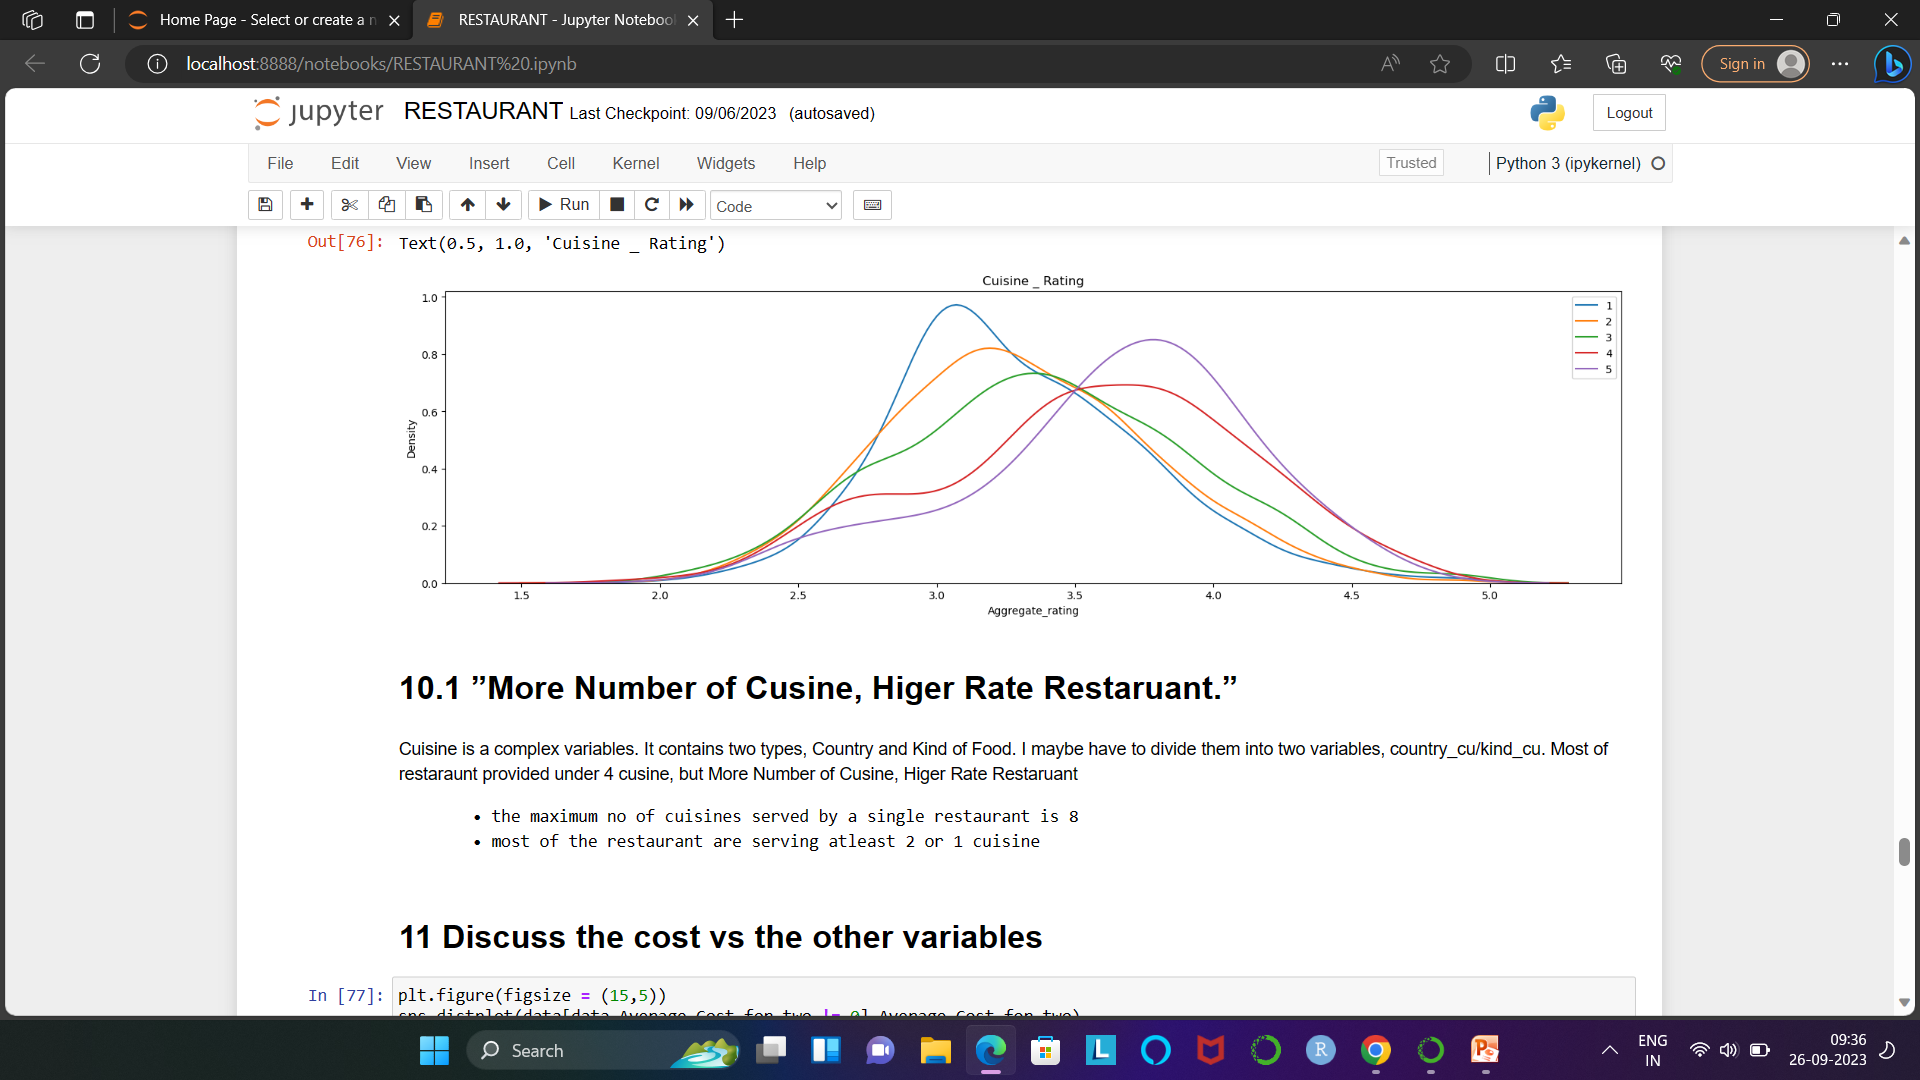 Home Page - Select or create a n
RESTAURANT - Jupyter Noteboo
localhost:8888/notebooks/RESTAURANT%20.ipynb
Sign in
jupyter RESTAURANT Last Checkpoint: 09/06/2023 (autosaved)
Logout
File Edit View Insert Cell Kernel Widgets Help
Trusted
Python 3 (ipykernel)
Run
Code
Out[76]: Text(0.5, 1.0, 'Cuisine _ Rating')
Cuisine _ Rating
1.0
0.8
0.6
0.4
0.2
0.0
Density
1
2
3
4
5
1.5 2.0 2.5 3.0 3.5 4.0 4.5 5.0
Aggregate_rating
10.1 ”More Number of Cusine, Higer Rate Restaruant.”
Cuisine is a complex variables. It contains two types, Country and Kind of Food. I maybe have to divide them into two variables, country_cu/kind_cu. Most of
restaraunt provided under 4 cusine, but More Number of Cusine, Higer Rate Restaruant
• the maximum no of cuisines served by a single restaurant is 8
• most of the restaurant are serving atleast 2 or 1 cuisine
11 Discuss the cost vs the other variables
In [77]: plt.figure(figsize = (15,5))
sns.distplot(data[data.Average_Cost_for_two != 0].Average_Cost_for_two)
Search
ENG
IN
09:36
26-09-2023